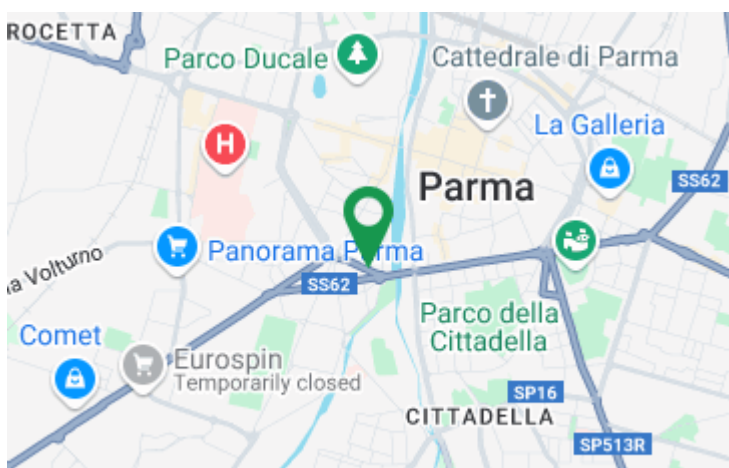 ROCETTA
Parco Ducale
Cattedrale di Parma
H
La Galleria
Parma
SS62
Panorama Parma
a Volturno
SS62
Parco della
Cittadella
Comet
Eurospin
Temporarily closed
SP16
CITTADELLA
SP513R